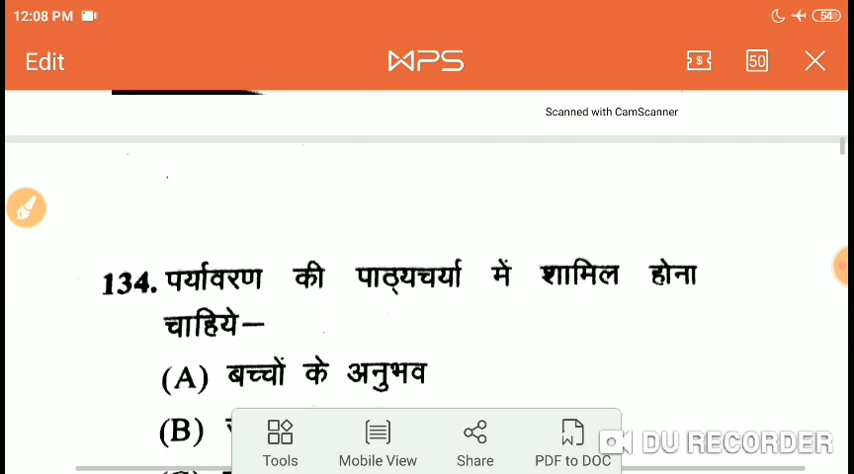 12:08 PM
54
Edit
WPS
50
Scanned with CamScanner
134. पर्यावरण की पाठ्यचर्या में शामिल होना
चाहिये–
(A) बच्चों के अनुभव
(B)
Tools
Mobile View
Share
PDF to DOC
DU RECORDER